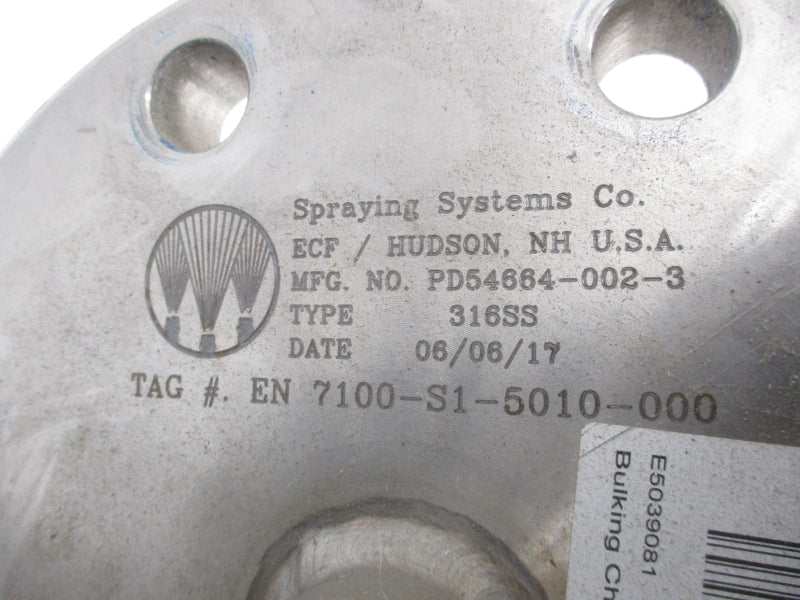 Spraying Systems Co.
ECF / HUDSON, NH U.S.A.
MFG. NO. PD54664-002-3
TYPE 316SS
DATE 06/06/17
TAG #. EN 7100-S1-5010-000
E5039081
Bulking Ch